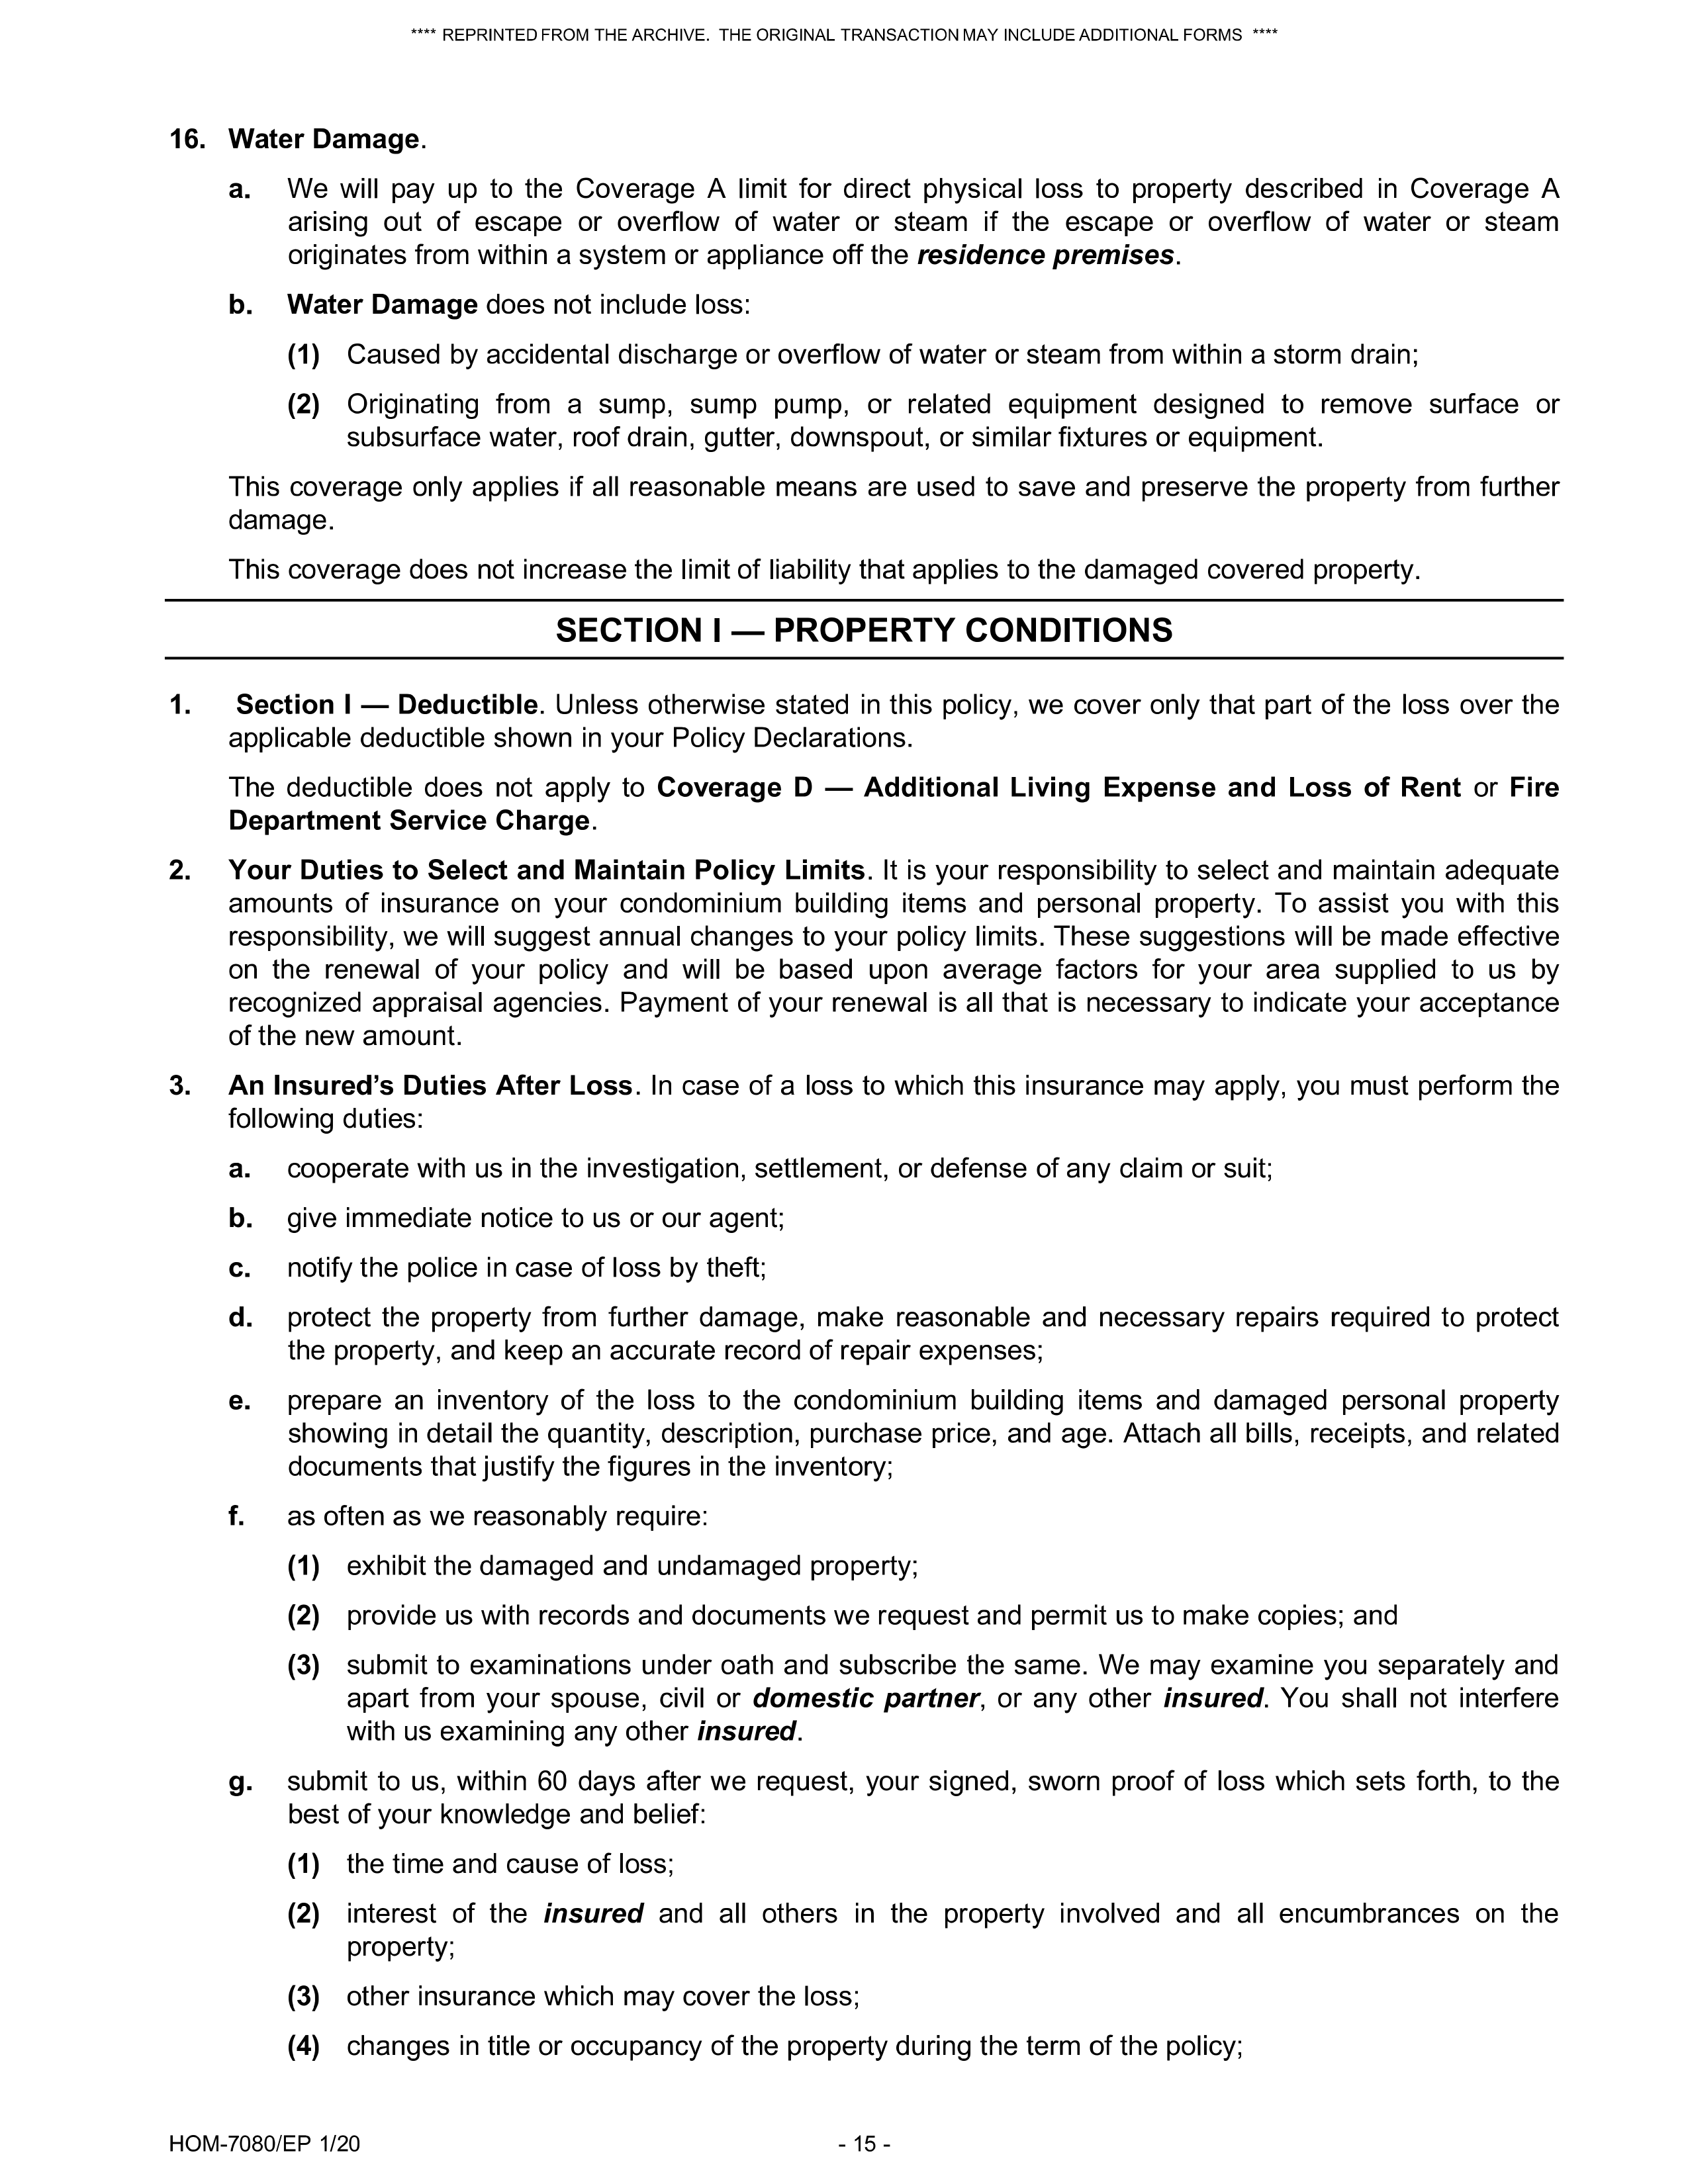 **** REPRINTED FROM THE ARCHIVE. THE ORIGINAL TRANSACTION MAY INCLUDE ADDITIONAL FORMS ****
16. Water Damage.
a. We will pay up to the Coverage A limit for direct physical loss to property described in Coverage A
arising out of escape or overflow of water or steam if the escape or overflow of water or steam
originates from within a system or appliance off the residence premises.
b. Water Damage does not include loss:
(1) Caused by accidental discharge or overflow of water or steam from within a storm drain;
(2) Originating from a sump, sump pump, or related equipment designed to remove surface or
subsurface water, roof drain, gutter, downspout, or similar fixtures or equipment.
This coverage only applies if all reasonable means are used to save and preserve the property from further
damage.
This coverage does not increase the limit of liability that applies to the damaged covered property.
SECTION I — PROPERTY CONDITIONS
1. Section I — Deductible. Unless otherwise stated in this policy, we cover only that part of the loss over the
applicable deductible shown in your Policy Declarations.
The deductible does not apply to Coverage D — Additional Living Expense and Loss of Rent or Fire
Department Service Charge.
2. Your Duties to Select and Maintain Policy Limits. It is your responsibility to select and maintain adequate
amounts of insurance on your condominium building items and personal property. To assist you with this
responsibility, we will suggest annual changes to your policy limits. These suggestions will be made effective
on the renewal of your policy and will be based upon average factors for your area supplied to us by
recognized appraisal agencies. Payment of your renewal is all that is necessary to indicate your acceptance
of the new amount.
3. An Insured’s Duties After Loss. In case of a loss to which this insurance may apply, you must perform the
following duties:
a. cooperate with us in the investigation, settlement, or defense of any claim or suit;
b. give immediate notice to us or our agent;
c. notify the police in case of loss by theft;
d. protect the property from further damage, make reasonable and necessary repairs required to protect
the property, and keep an accurate record of repair expenses;
e. prepare an inventory of the loss to the condominium building items and damaged personal property
showing in detail the quantity, description, purchase price, and age. Attach all bills, receipts, and related
documents that justify the figures in the inventory;
f. as often as we reasonably require:
(1) exhibit the damaged and undamaged property;
(2) provide us with records and documents we request and permit us to make copies; and
(3) submit to examinations under oath and subscribe the same. We may examine you separately and
apart from your spouse, civil or domestic partner, or any other insured. You shall not interfere
with us examining any other insured.
g. submit to us, within 60 days after we request, your signed, sworn proof of loss which sets forth, to the
best of your knowledge and belief:
(1) the time and cause of loss;
(2) interest of the insured and all others in the property involved and all encumbrances on the
property;
(3) other insurance which may cover the loss;
(4) changes in title or occupancy of the property during the term of the policy;
HOM-7080/EP 1/20
- 15 -